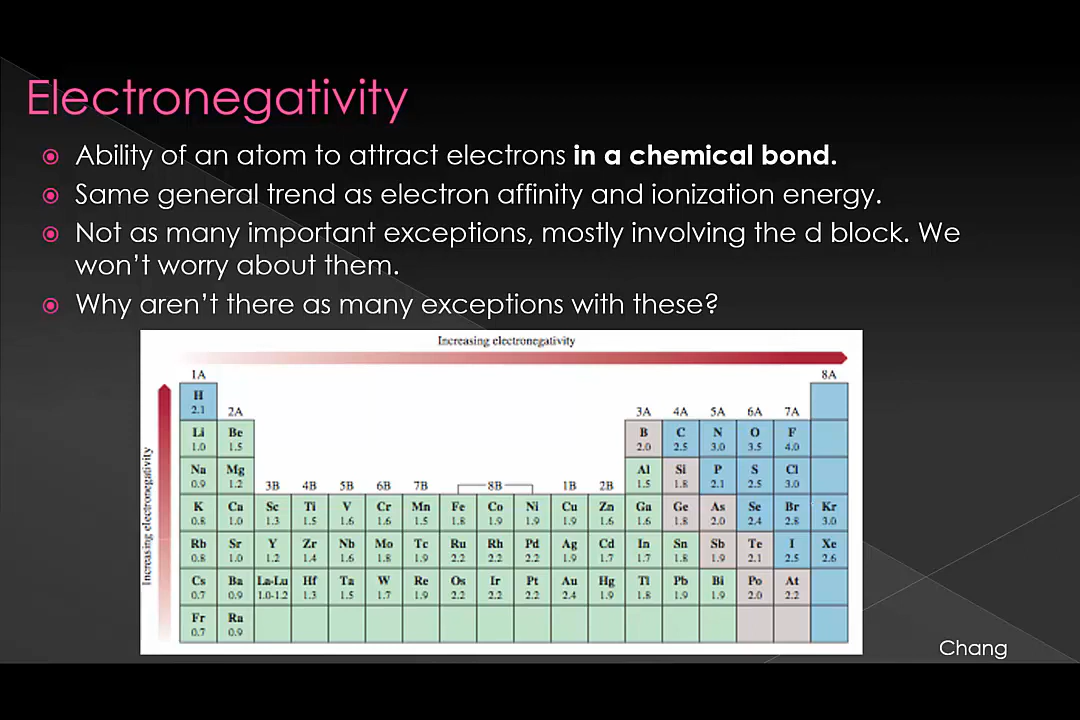 Electronegativity
Ability of an atom to attract electrons in a chemical bond.
Same general trend as electron affinity and ionization energy.
Not as many important exceptions, mostly involving the d block. We
won't worry about them.
Why aren't there as many exceptions with these?
Increasing electronegativity
Increasing electronegativity
1A 8A
H
2.1 2A 3A 4A 5A 6A 7A
Li Be B C N O F
1.0 1.5 2.0 2.5 3.0 3.5 4.0
Na Mg Al Si P S Cl
0.9 1.2 3B 4B 5B 6B 7B 8B 1B 2B 1.5 1.8 2.1 2.5 3.0
K Ca Sc Ti V Cr Mn Fe Co Ni Cu Zn Ga Ge As Se Br Kr
0.8 1.0 1.3 1.5 1.6 1.6 1.5 1.8 1.9 1.9 1.9 1.6 1.6 1.8 2.0 2.4 2.8 3.0
Rb Sr Y Zr Nb Mo Tc Ru Rh Pd Ag Cd In Sn Sb Te I Xe
0.8 1.0 1.2 1.4 1.6 1.8 1.9 2.2 2.2 2.2 1.9 1.7 1.7 1.8 1.9 2.1 2.5 2.6
Cs Ba La-Lu Hf Ta W Re Os Ir Pt Au Hg Tl Pb Bi Po At
0.7 0.9 1.0-1.2 1.3 1.5 1.7 1.9 2.2 2.2 2.2 2.4 1.9 1.8 1.9 1.9 2.0 2.2
Fr Ra
0.7 0.9
Chang